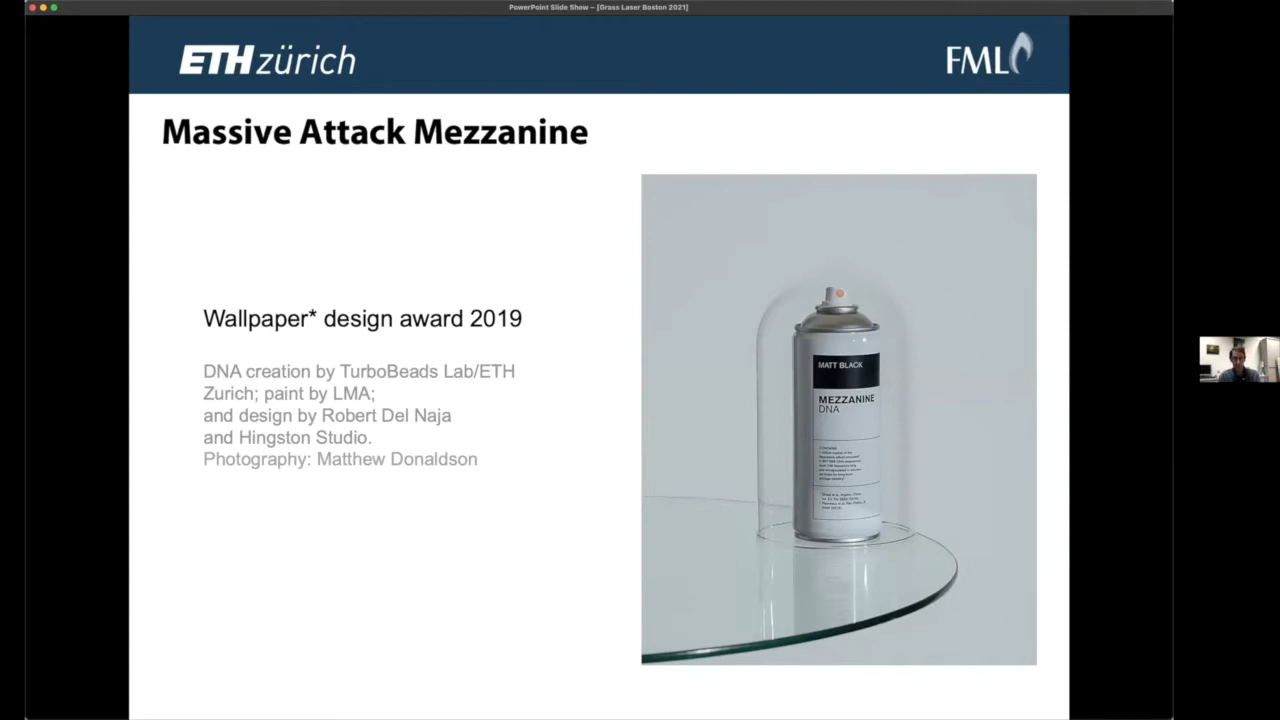 PowerPoint Slide Show – [Grass Laser Boston 2021]
ETH zürich
FML
Massive Attack Mezzanine
Wallpaper* design award 2019
DNA creation by TurboBeads Lab/ETH
Zurich; paint by LMA;
and design by Robert Del Naja
and Hingston Studio.
Photography: Matthew Donaldson
MATT BLACK
MEZZANINE
DNA